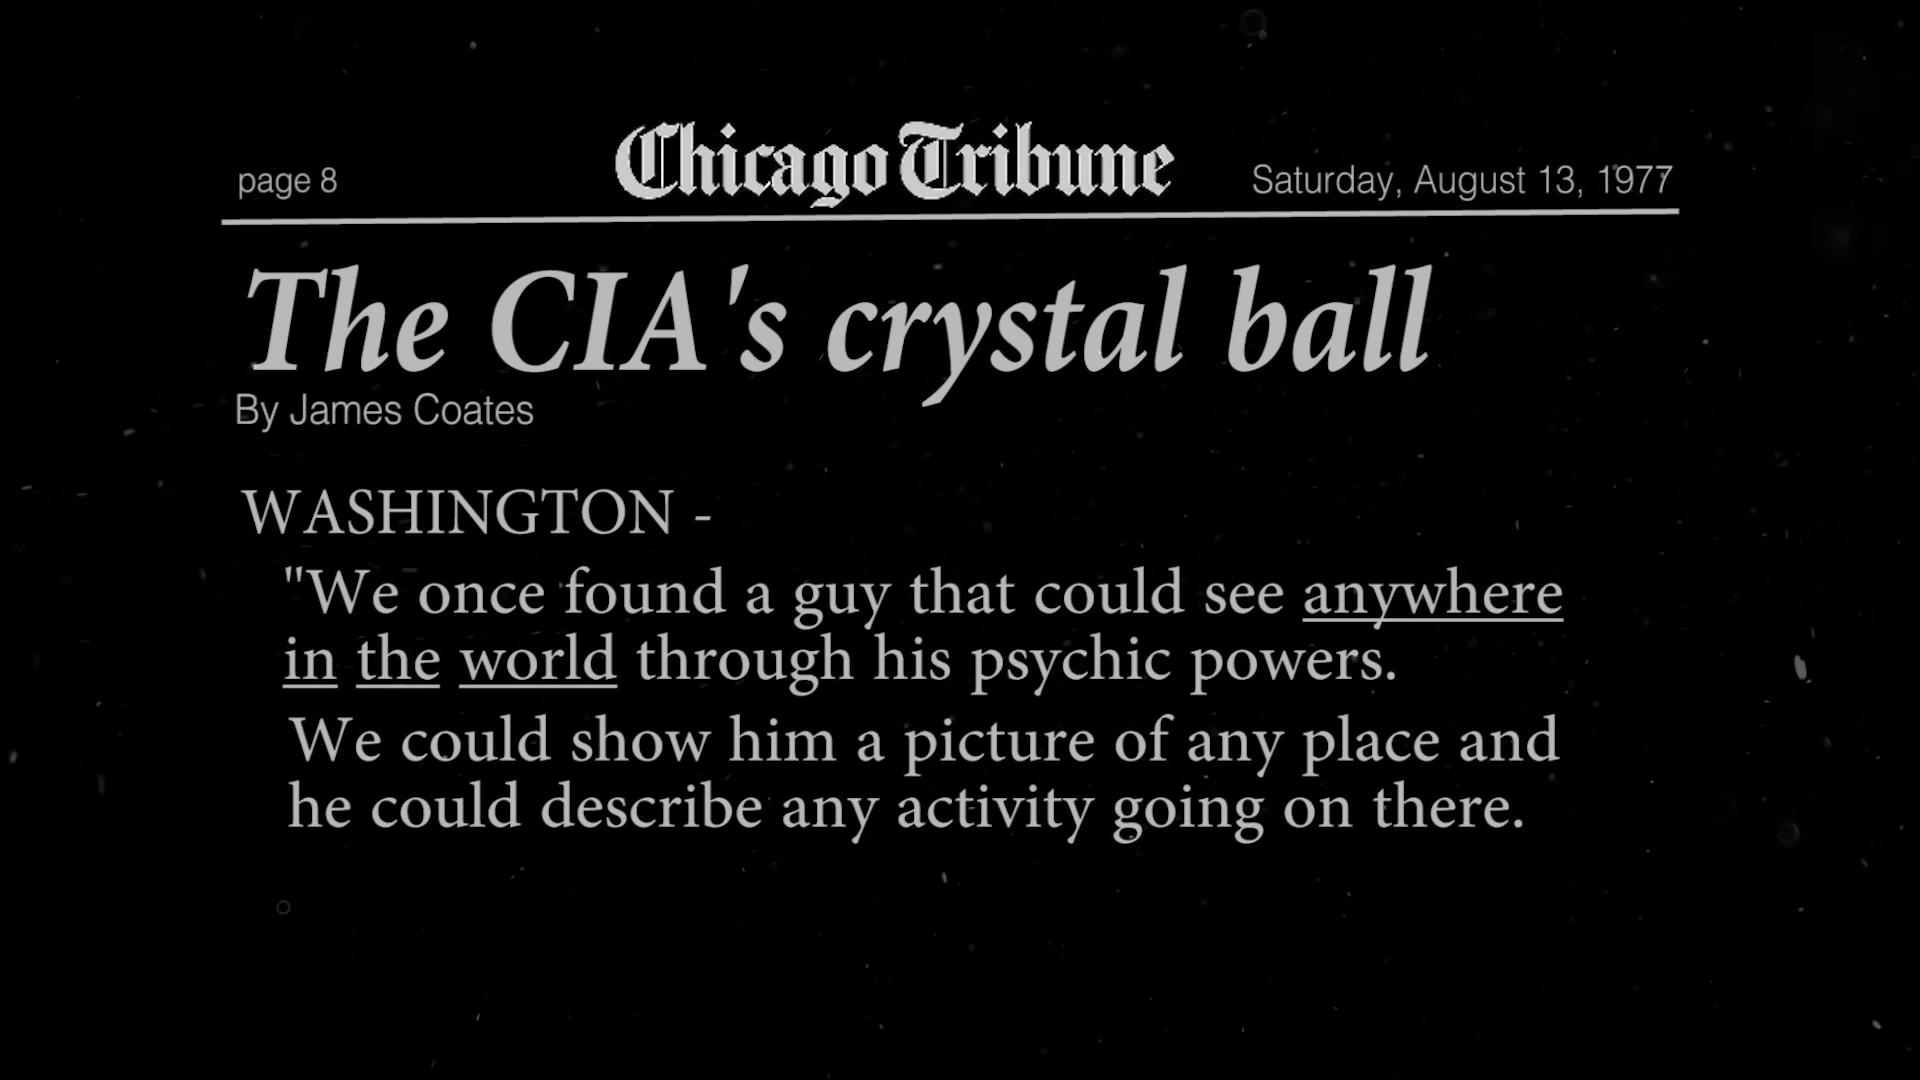 page 8
Chicago Tribune
Saturday, August 13, 1977
The CIA's crystal ball
By James Coates
WASHINGTON -
"We once found a guy that could see anywhere
in the world through his psychic powers.
We could show him a picture of any place and
he could describe any activity going on there.